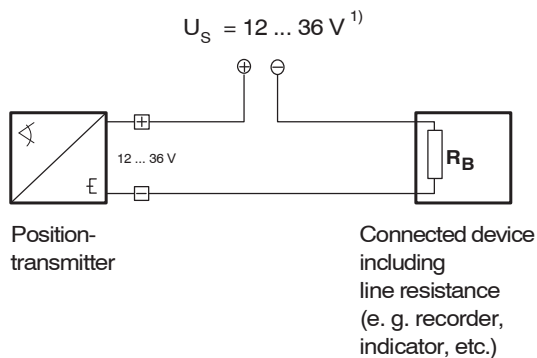 U_S = 12 ... 36 V 1)
⊕ ⊖
+
12 ... 36 V
−
R_B
Position-
transmitter
Connected device
including
line resistance
(e. g. recorder,
indicator, etc.)